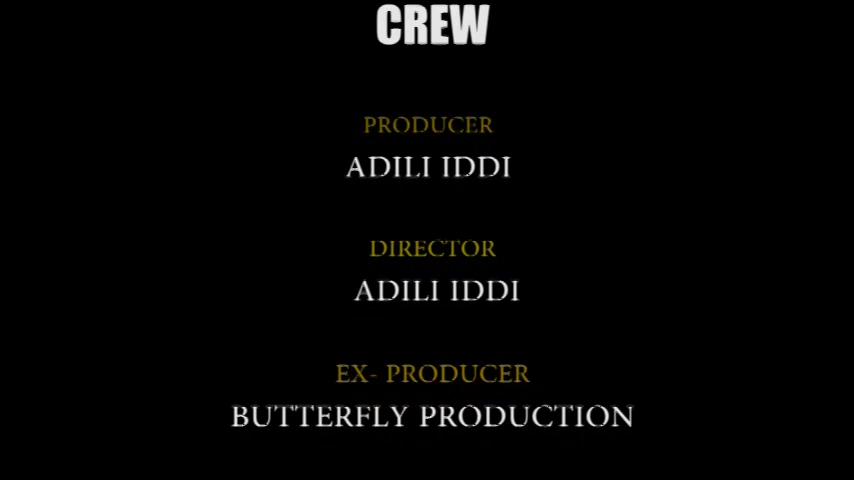 CREW
PRODUCER
ADILI IDDI
DIRECTOR
ADILI IDDI
EX- PRODUCER
BUTTERFLY PRODUCTION